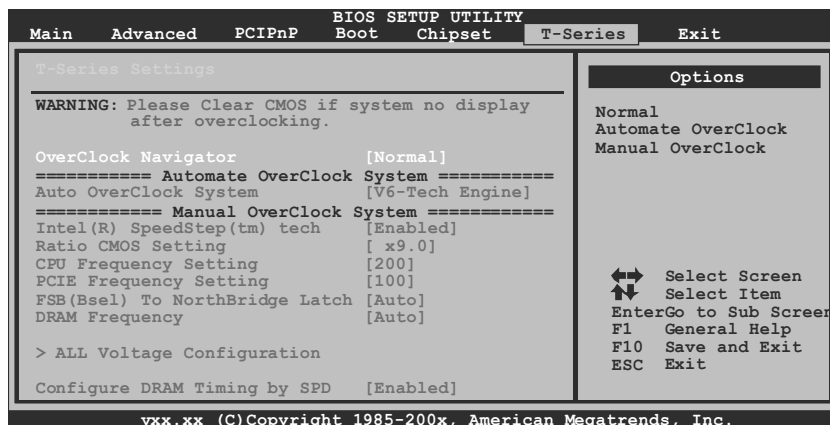 BIOS SETUP UTILITY
Main Advanced PCIPnP Boot Chipset T-Series Exit
T-Series Settings
WARNING: Please Clear CMOS if system no display
after overclocking.
OverClock Navigator [Normal]
=========== Automate OverClock System ===========
Auto OverClock System [V6-Tech Engine]
============ Manual OverClock System ============
Intel(R) SpeedStep(tm) tech [Enabled]
Ratio CMOS Setting [ x9.0]
CPU Frequency Setting [200]
PCIE Frequency Setting [100]
FSB(Bsel) To NorthBridge Latch [Auto]
DRAM Frequency [Auto]
> ALL Voltage Configuration
Configure DRAM Timing by SPD [Enabled]
Options
Normal
Automate OverClock
Manual OverClock
Select Screen
Select Item
EnterGo to Sub Screen
F1 General Help
F10 Save and Exit
ESC Exit
vxx.xx (C)Copyright 1985-200x, American Megatrends, Inc.